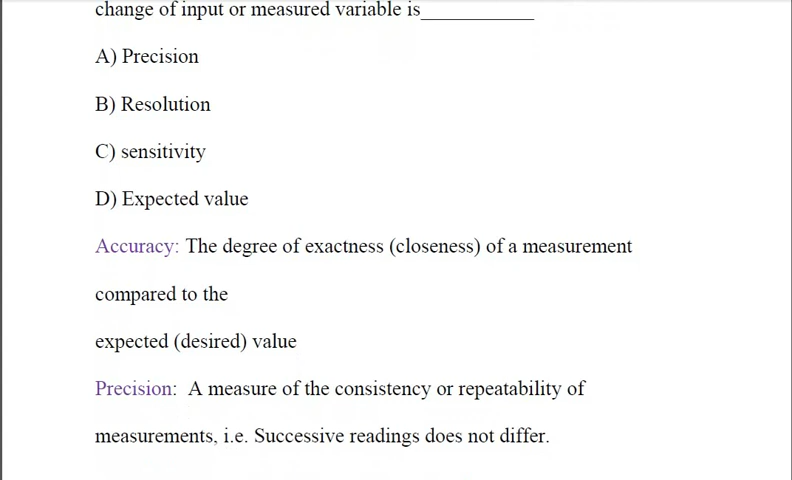 change of input or measured variable is___________
A) Precision
B) Resolution
C) sensitivity
D) Expected value
Accuracy: The degree of exactness (closeness) of a measurement
compared to the
expected (desired) value
Precision:  A measure of the consistency or repeatability of
measurements, i.e. Successive readings does not differ.